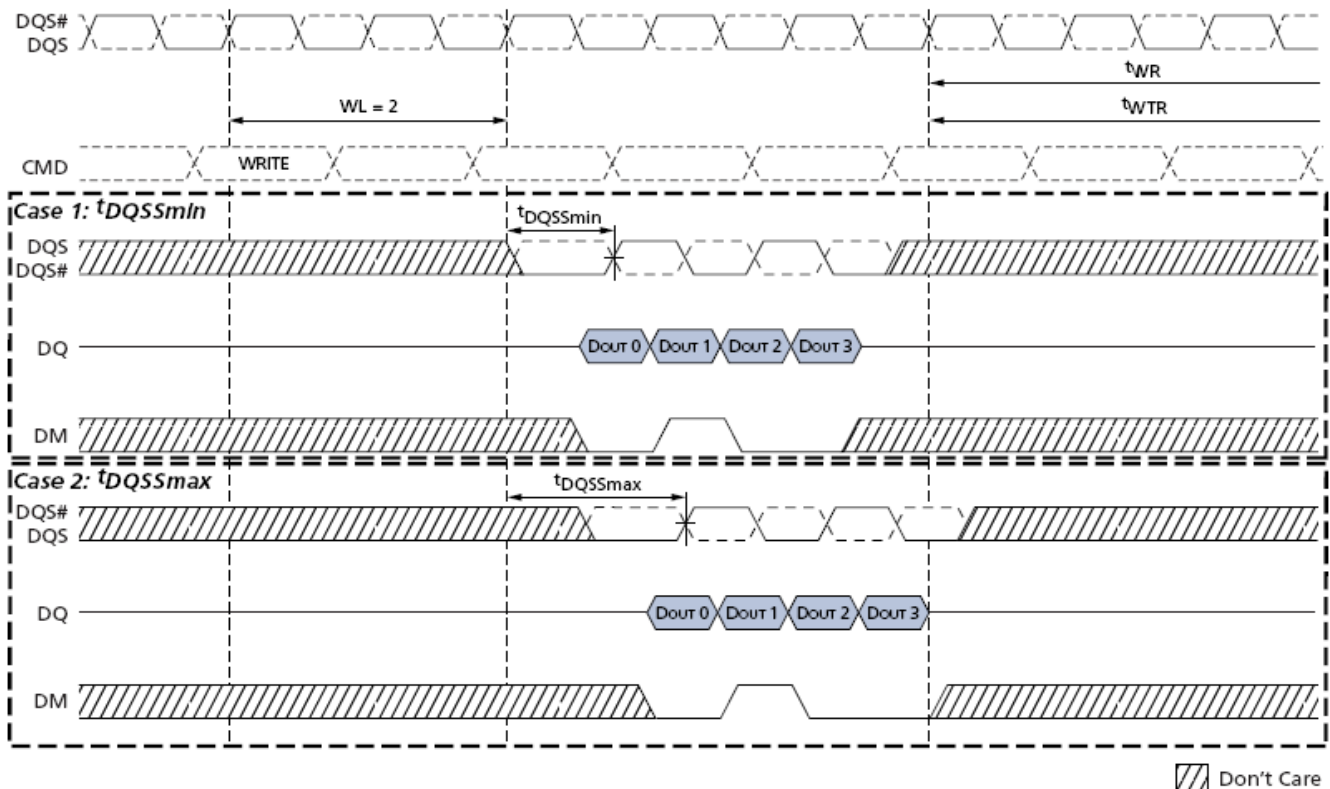 DQS#
DQS
tWR
WL = 2
tWTR
CMD
WRITE
Case 1: tDQSSmin
tDQSSmin
DQS
DQS#
DQ
DOUT 0 DOUT 1 DOUT 2 DOUT 3
DM
Case 2: tDQSSmax
tDQSSmax
DQS#
DQS
DQ
DOUT 0 DOUT 1 DOUT 2 DOUT 3
DM
Don't Care